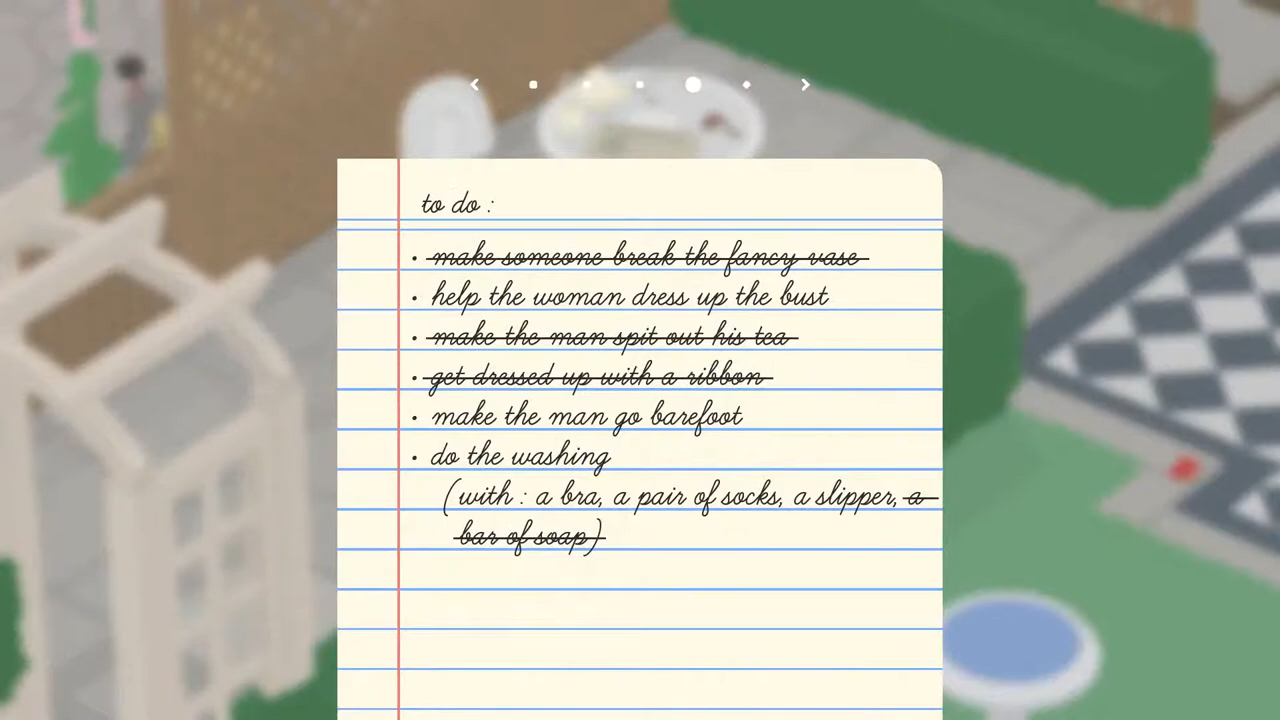 to do :
• make someone break the fancy vase
• help the woman dress up the bust
• make the man spit out his tea
• get dressed up with a ribbon
• make the man go barefoot
• do the washing
(with : a bra, a pair of socks, a slipper, a
bar of soap)